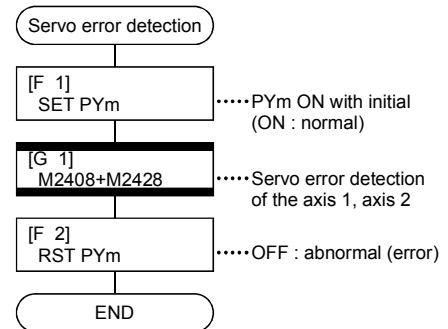 Servo error detection
[F 1]
SET PYm
PYm ON with initial
(ON : normal)
[G 1]
M2408+M2428
Servo error detection
of the axis 1, axis 2
[F 2]
RST PYm
OFF : abnormal (error)
END